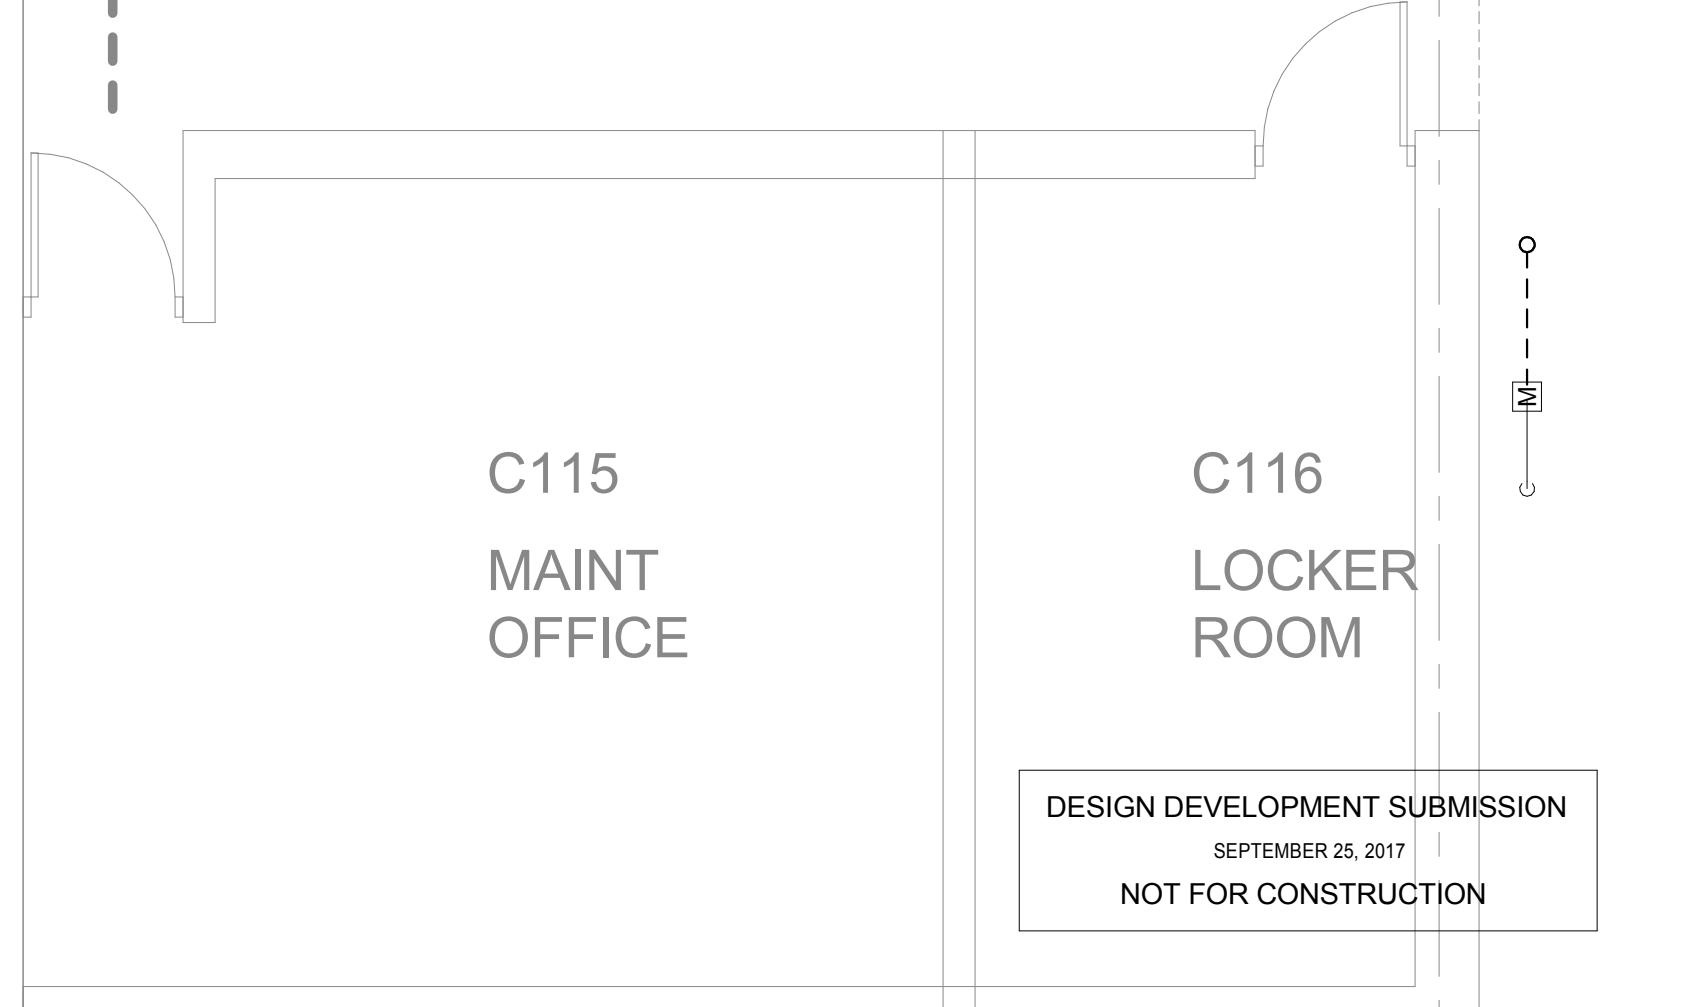 C115
MAINT
OFFICE
C116
LOCKER
ROOM
M
DESIGN DEVELOPMENT SUBMISSION
SEPTEMBER 25, 2017
NOT FOR CONSTRUCTION